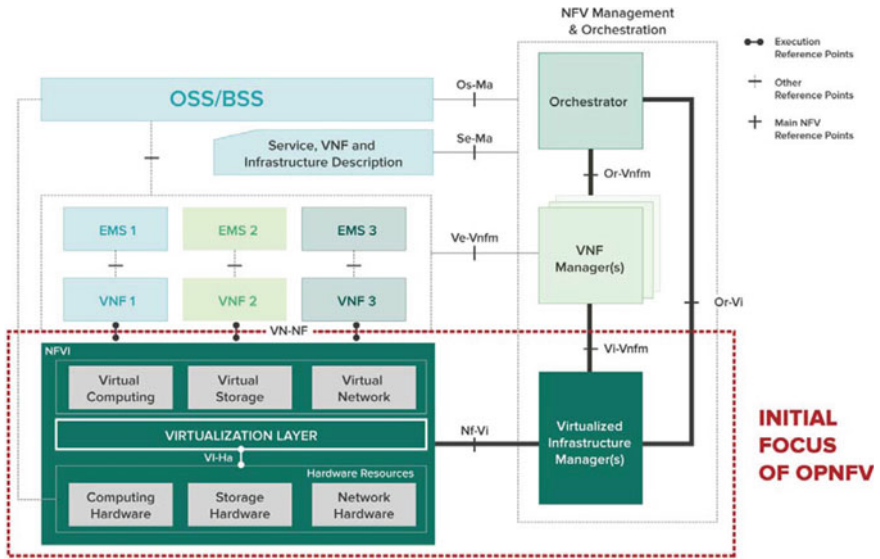 NFV Management
& Orchestration
Execution
Reference Points
Other
Reference Points
Main NFV
Reference Points
OSS/BSS
Os-Ma
Orchestrator
Service, VNF and
Infrastructure Description
Se-Ma
Or-Vnfm
EMS 1
EMS 2
EMS 3
Ve-Vnfm
VNF
Manager(s)
VNF 1
VNF 2
VNF 3
Or-Vi
VN-NF
Vi-Vnfm
NFVI
Virtual
Computing
Virtual
Storage
Virtual
Network
VIRTUALIZATION LAYER
Nf-Vi
Virtualized
Infrastructure
Manager(s)
VI-Ha
Hardware Resources
Computing
Hardware
Storage
Hardware
Network
Hardware
INITIAL
FOCUS
OF OPNFV